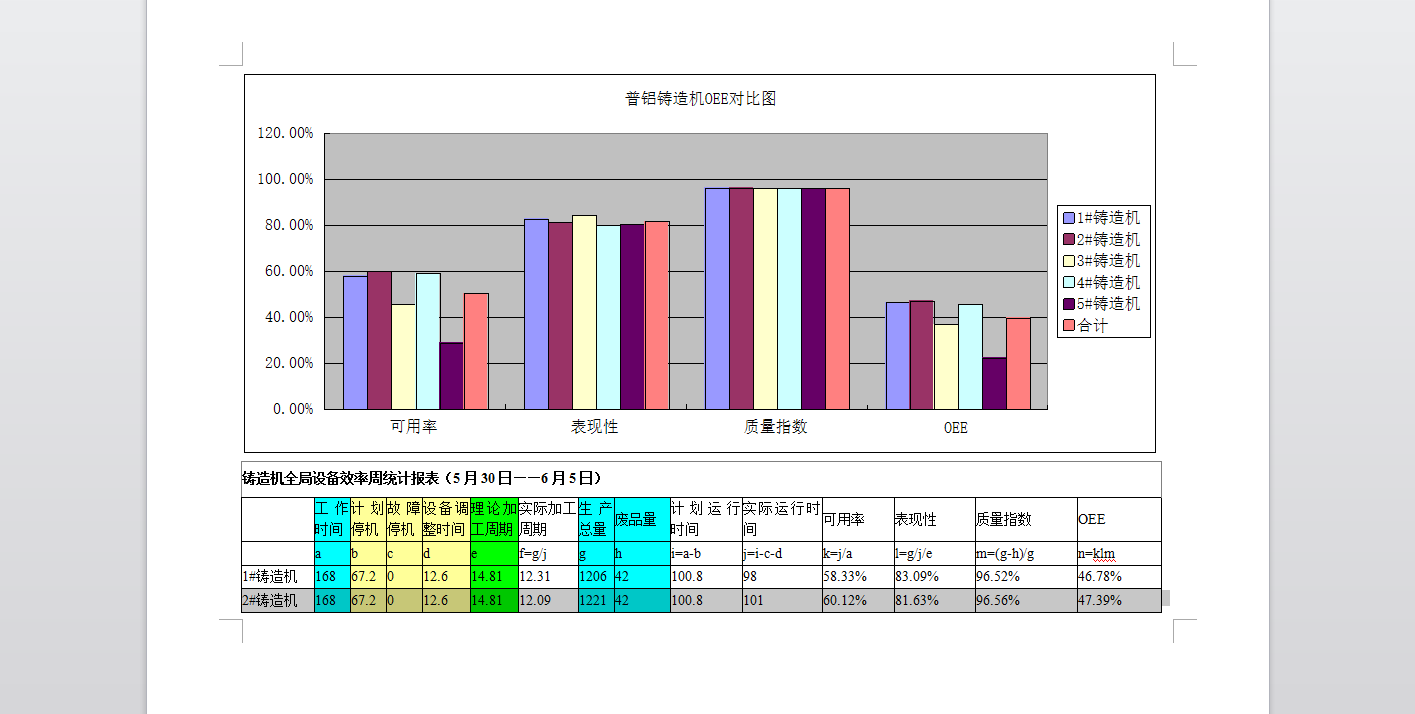 普铝铸造机OEE对比图
120.00%
100.00%
80.00%
60.00%
40.00%
20.00%
0.00%
可用率 表现性 质量指数 OEE
1#铸造机
2#铸造机
3#铸造机
4#铸造机
5#铸造机
合计
铸造机全局设备效率周统计报表（5月30日——6月5日）
工作时间 计划停机 故障停机 设备调整时间 理论加工周期 实际加工周期 生产总量 废品量 计划运行时间 实际运行时间 可用率 表现性 质量指数 OEE
a b c d e f=g/j g h i=a-b j=i-c-d k=j/a l=g/j/e m=(g-h)/g n=klm
1#铸造机 168 67.2 0 12.6 14.81 12.31 1206 42 100.8 98 58.33% 83.09% 96.52% 46.78%
2#铸造机 168 67.2 0 12.6 14.81 12.09 1221 42 100.8 101 60.12% 81.63% 96.56% 47.39%